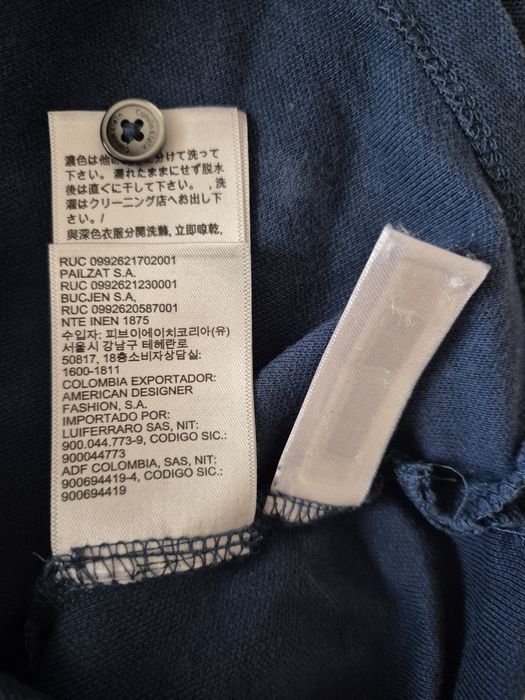 Calvin Klein
濃色は他の 分けて洗って
下さい。濡れたままにせず脱水
後は直ぐに干して下さい。 , 洗
濯はクリーニング店へお出し下
さい。/
與深色衣服分開洗滌, 立即晾乾,
RUC 0992621702001
PAILZAT S.A.
RUC 0992621230001
BUCJEN S.A,
RUC 0992620587001
NTE INEN 1875
수입자: 피브이에이치코리아(유)
서울시 강남구 테헤란로
50817, 18층소비자상담실:
1600-1811
COLOMBIA EXPORTADOR:
AMERICAN DESIGNER
FASHION, S.A.
IMPORTADO POR:
LUIFERRARO SAS, NIT:
900.044.773-9, CODIGO SIC.:
900044773
ADF COLOMBIA, SAS, NIT:
900694419-4, CODIGO SIC.:
900694419